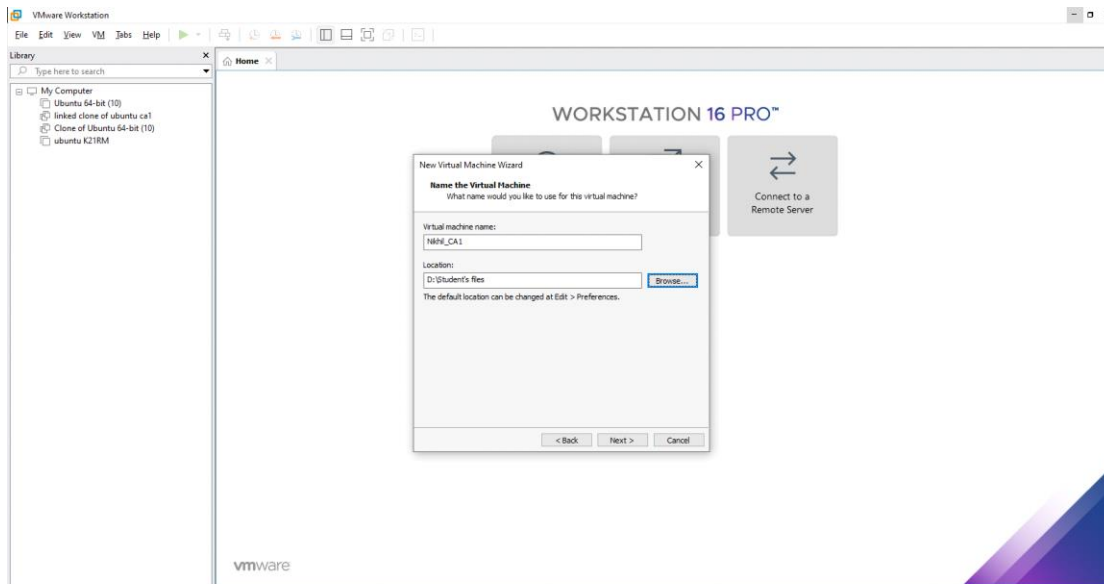 VMware Workstation
File Edit View VM Tabs Help
Library
Home
Type here to search
My Computer
Ubuntu 64-bit (10)
linked clone of ubuntu ca1
Clone of Ubuntu 64-bit (10)
ubuntu K21RM
WORKSTATION 16 PRO™
Connect to a
Remote Server
New Virtual Machine Wizard
Name the Virtual Machine
What name would you like to use for this virtual machine?
Virtual machine name:
Nikhil_CA1
Location:
D:\Student's files
Browse...
The default location can be changed at Edit > Preferences.
< Back Next > Cancel
vmware